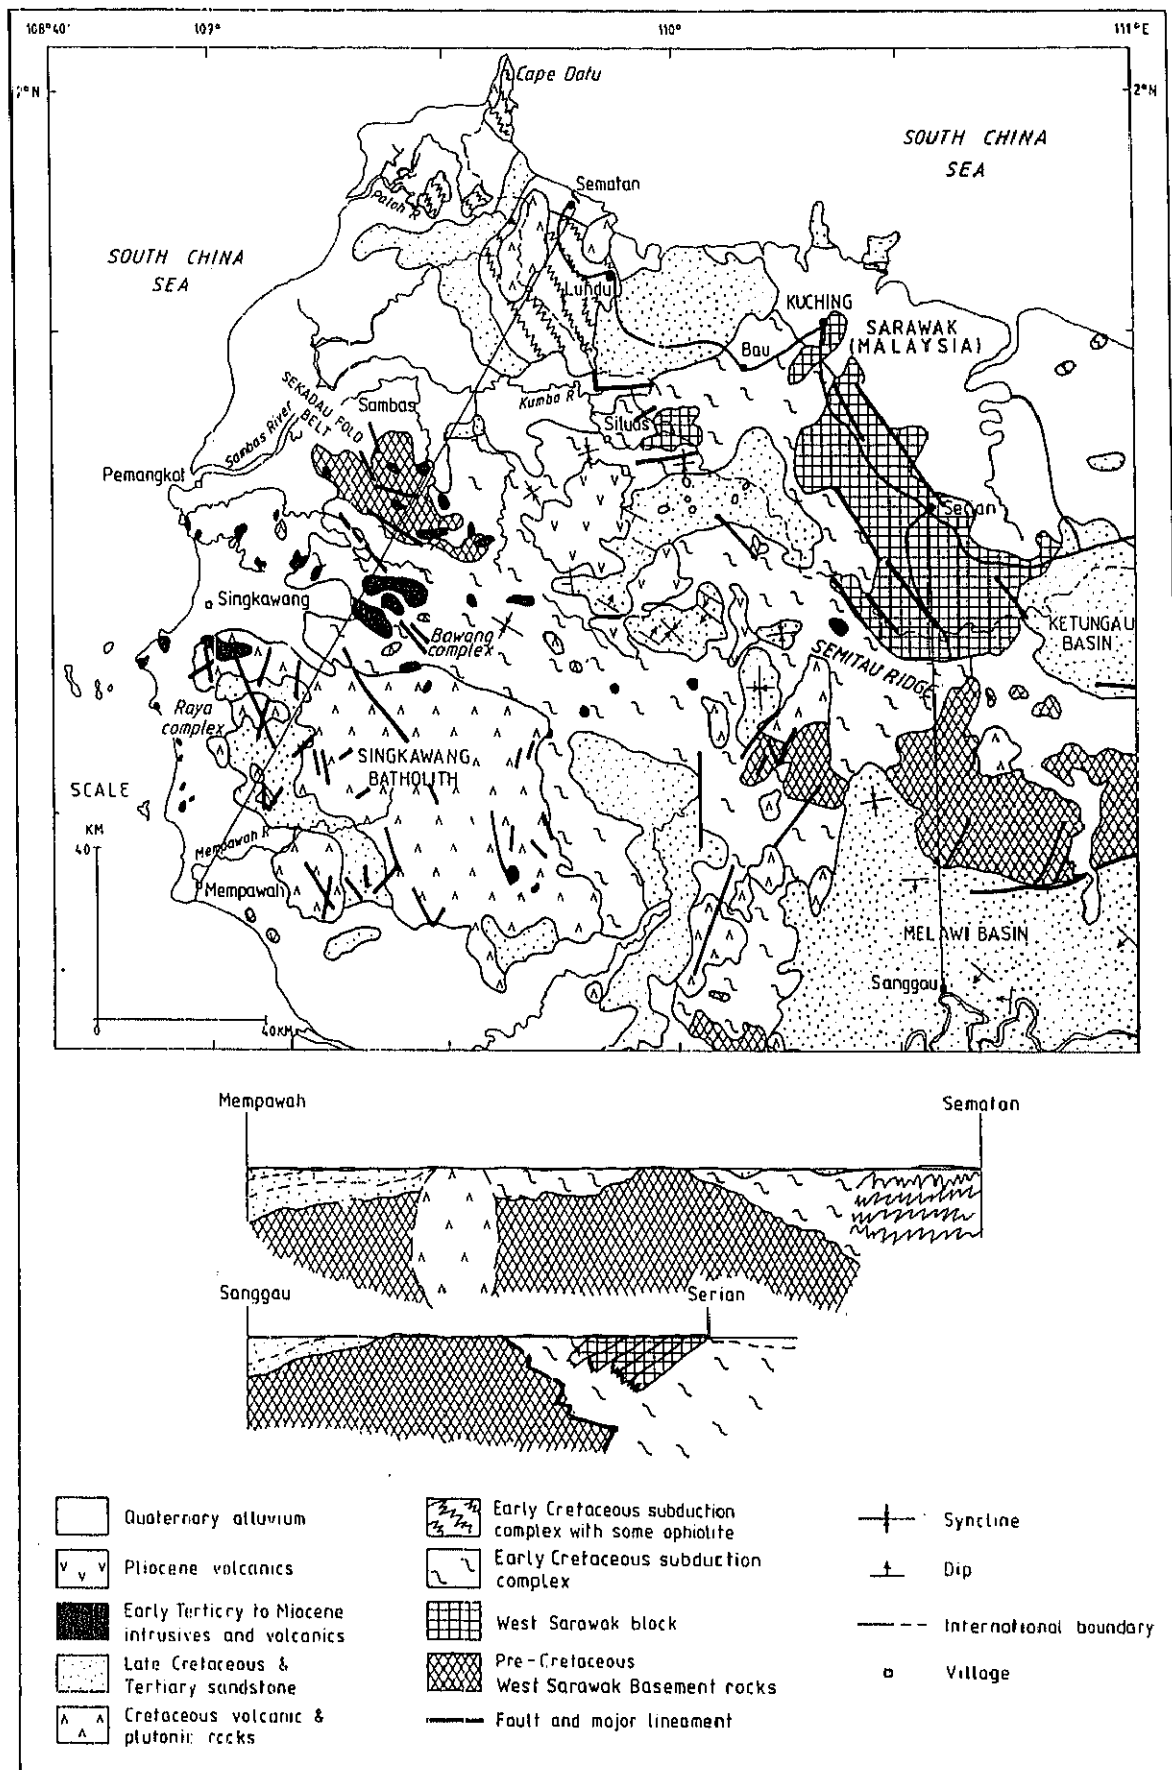 108°40'
109°
110°
111°E
2°N
2°N
Cape Datu
SOUTH CHINA
SEA
Sematan
Paloh R
SOUTH CHINA
SEA
Lundu
KUCHING
SARAWAK
(MALAYSIA)
Bau
Kumba R
SEKADAU FOLD
BELT
Sambas
Siluas
Sambas River
Pemangkat
Serian
Singkawang
Bawang
complex
KETUNGAU
BASIN
SEMITAU RIDGE
Raya
complex
SINGKAWANG
BATHOLITH
SCALE
KM
40
Mempawah R
Mempawah
MELAWI BASIN
Sanggau
0
40KM
Mempawah
Sematan
Sanggau
Serian
Quaternary alluvium
Pliocene volcanics
Early Tertiary to Miocene
intrusives and volcanics
Late Cretaceous &
Tertiary sandstone
Cretaceous volcanic &
plutonic rocks
Early Cretaceous subduction
complex with some ophiolite
Early Cretaceous subduction
complex
West Sarawak block
Pre-Cretaceous
West Sarawak Basement rocks
Fault and major lineament
Syncline
Dip
International boundary
Village